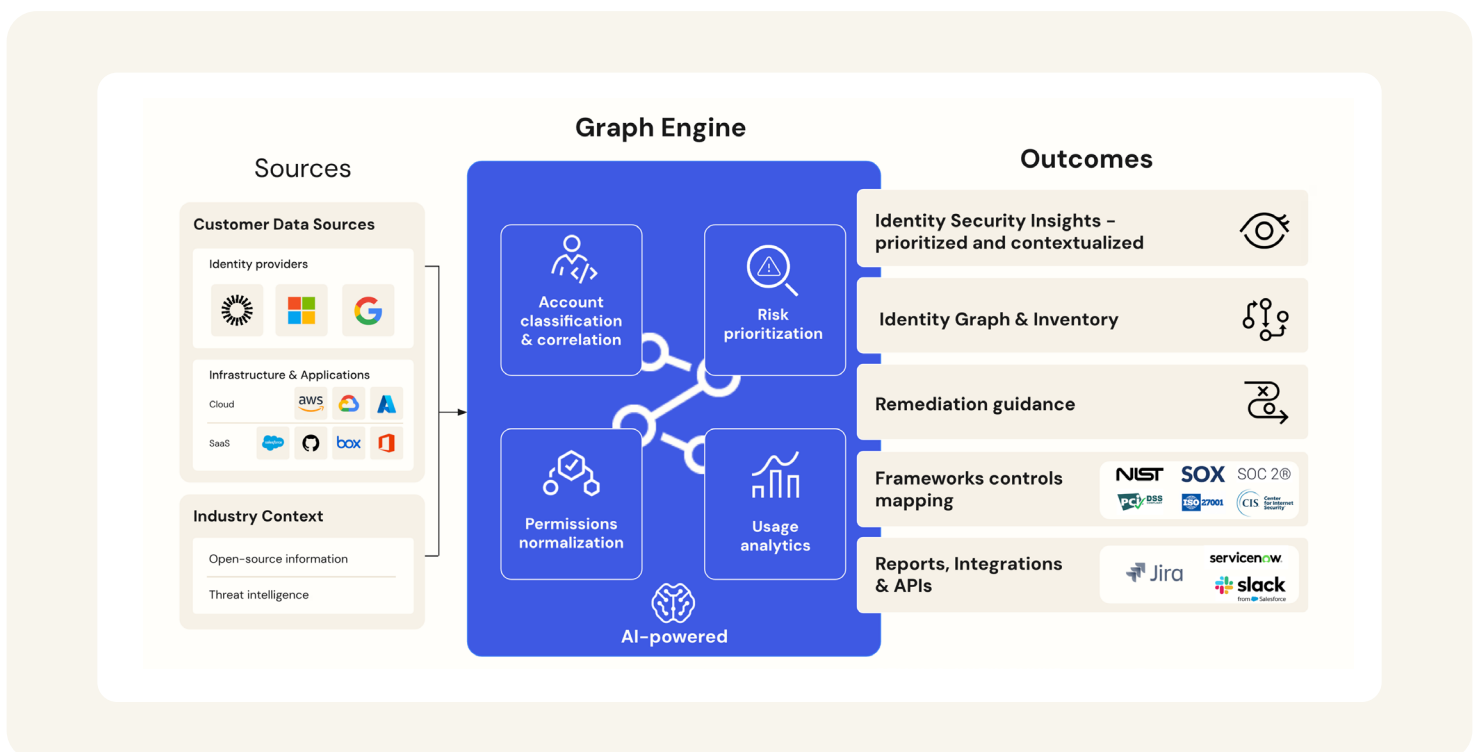 Graph Engine
Sources
Outcomes
Customer Data Sources
Identity providers
Infrastructure & Applications
Cloud
aws
SaaS
salesforce
box
Industry Context
Open-source information
Threat intelligence
Account
classification
& correlation
Risk
prioritization
Permissions
normalization
Usage
analytics
AI-powered
Identity Security Insights -
prioritized and contextualized
Identity Graph & Inventory
Remediation guidance
Frameworks controls
mapping
NIST
SOX
SOC 2®
PCI DSS
ISO 27001
CIS
Center
for Internet
Security®
Reports, Integrations
& APIs
Jira
servicenow
slack
from Salesforce